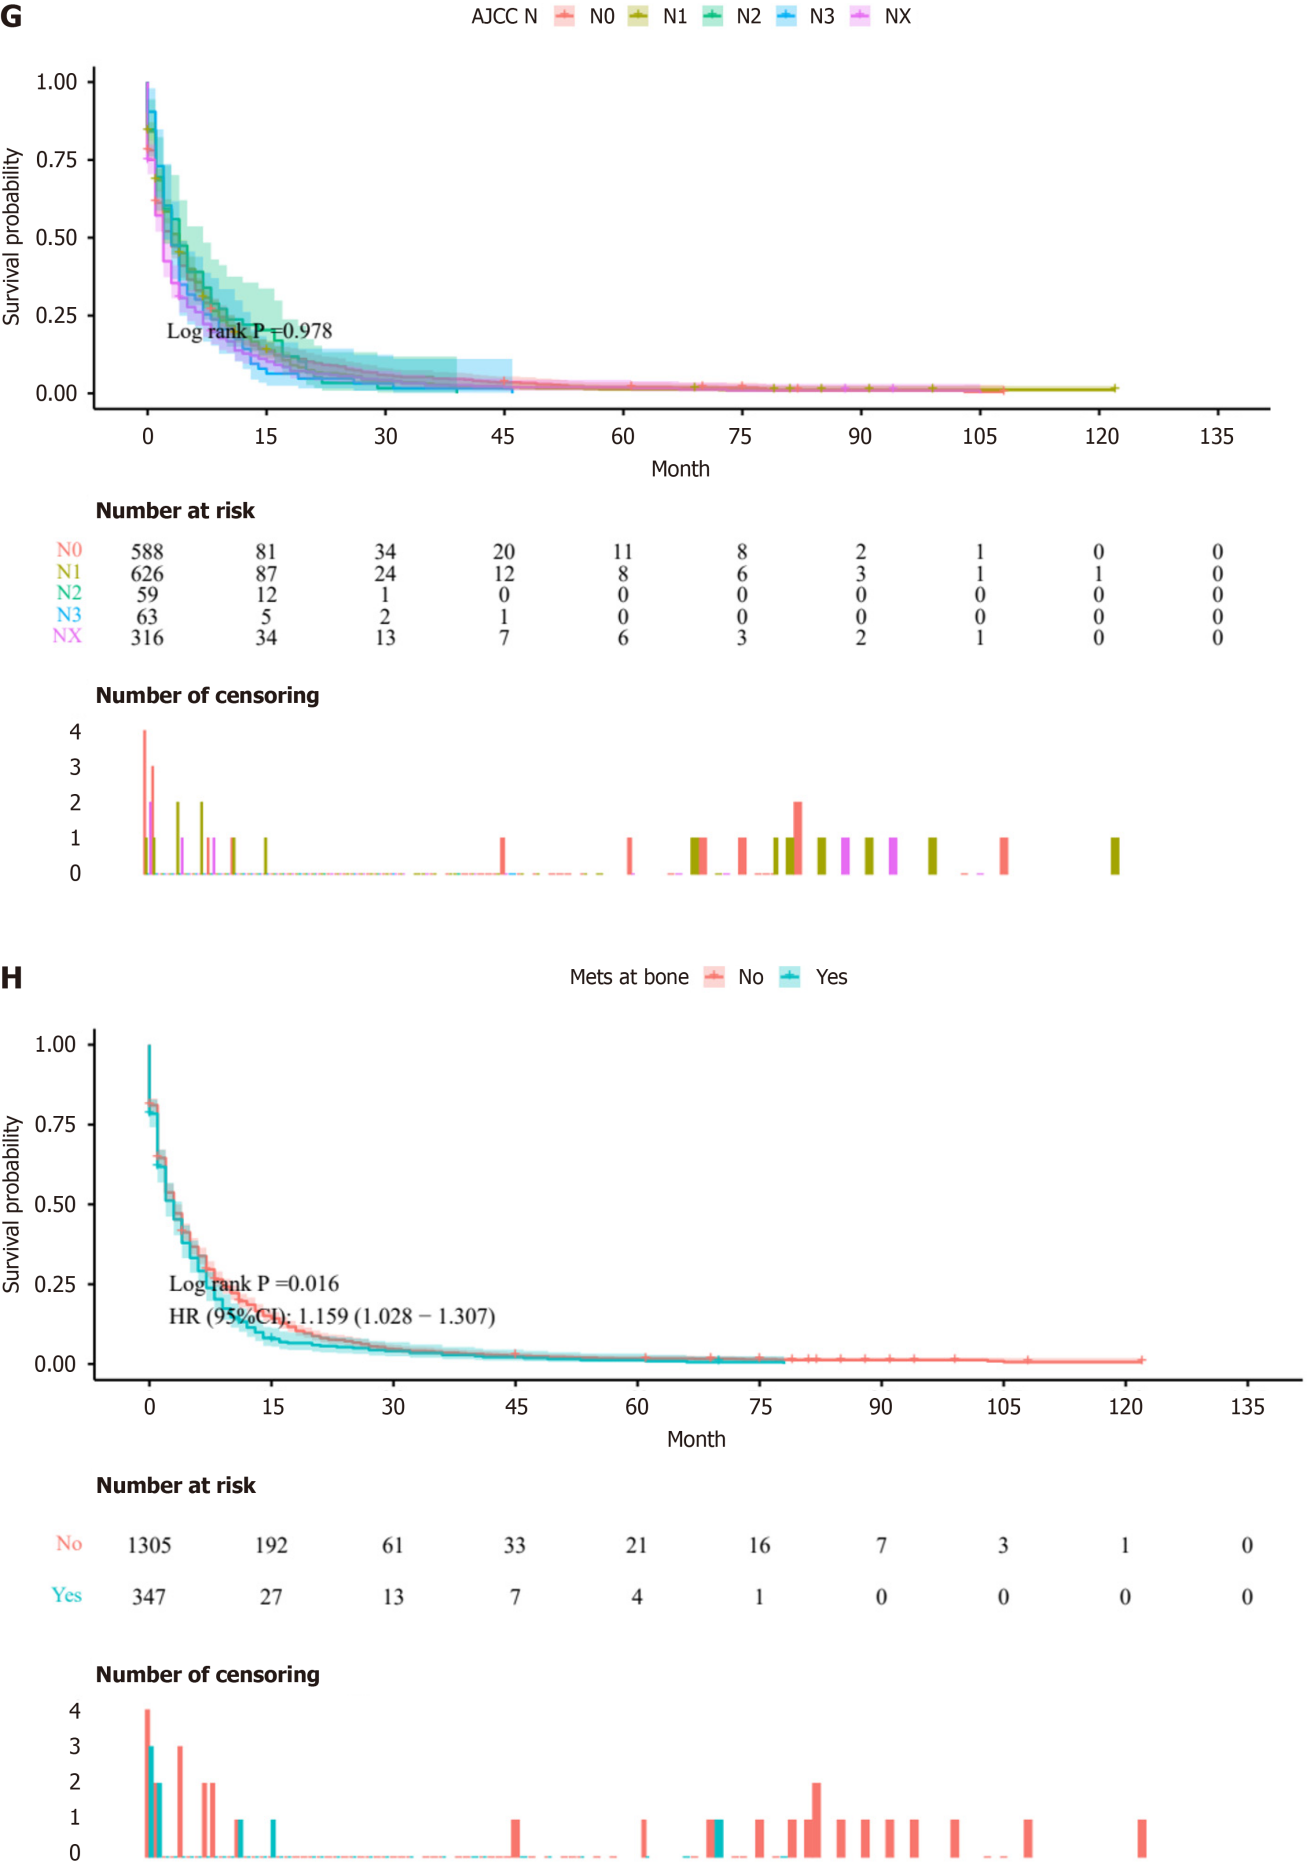 G
AJCC N N0 N1 N2 N3 NX
1.00
0.75
0.50
0.25
0.00
Survival probability
Log rank P =0.978
0 15 30 45 60 75 90 105 120 135
Month
Number at risk
N0 588 81 34 20 11 8 2 1 0 0
N1 626 87 24 12 8 6 3 1 1 0
N2 59 12 1 0 0 0 0 0 0 0
N3 63 5 2 1 0 0 0 0 0 0
NX 316 34 13 7 6 3 2 1 0 0
Number of censoring
4
3
2
1
0
H
Mets at bone No Yes
1.00
0.75
0.50
0.25
0.00
Survival probability
Log rank P =0.016
HR (95%CI): 1.159 (1.028 − 1.307)
0 15 30 45 60 75 90 105 120 135
Month
Number at risk
No 1305 192 61 33 21 16 7 3 1 0
Yes 347 27 13 7 4 1 0 0 0 0
Number of censoring
4
3
2
1
0